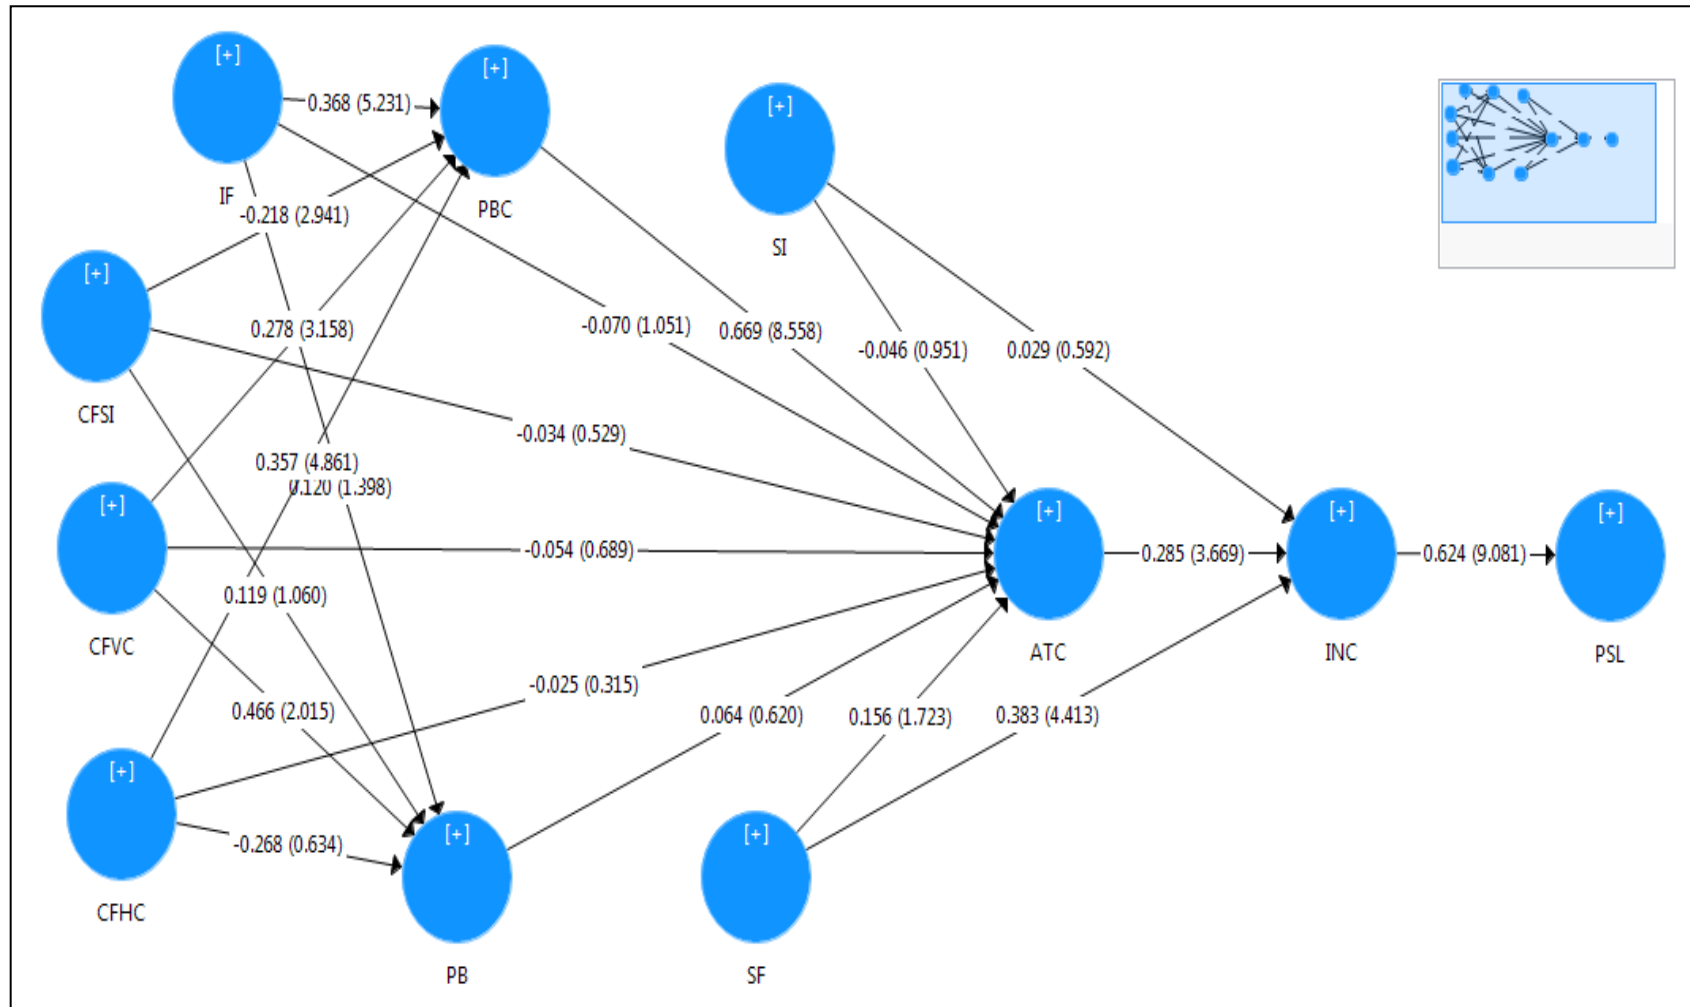 [+]
IF
[+]
PBC
[+]
SI
[+]
CFSI
[+]
CFVC
[+]
CFHC
[+]
PB
[+]
SF
[+]
ATC
[+]
INC
[+]
PSL
0.368 (5.231)
-0.218 (2.941)
0.278 (3.158)
0.357 (4.861)
0.120 (1.398)
0.119 (1.060)
0.466 (2.015)
-0.268 (0.634)
-0.070 (1.051)
0.669 (8.558)
-0.046 (0.951)
0.029 (0.592)
-0.034 (0.529)
-0.054 (0.689)
-0.025 (0.315)
0.064 (0.620)
0.156 (1.723)
0.383 (4.413)
0.285 (3.669)
0.624 (9.081)